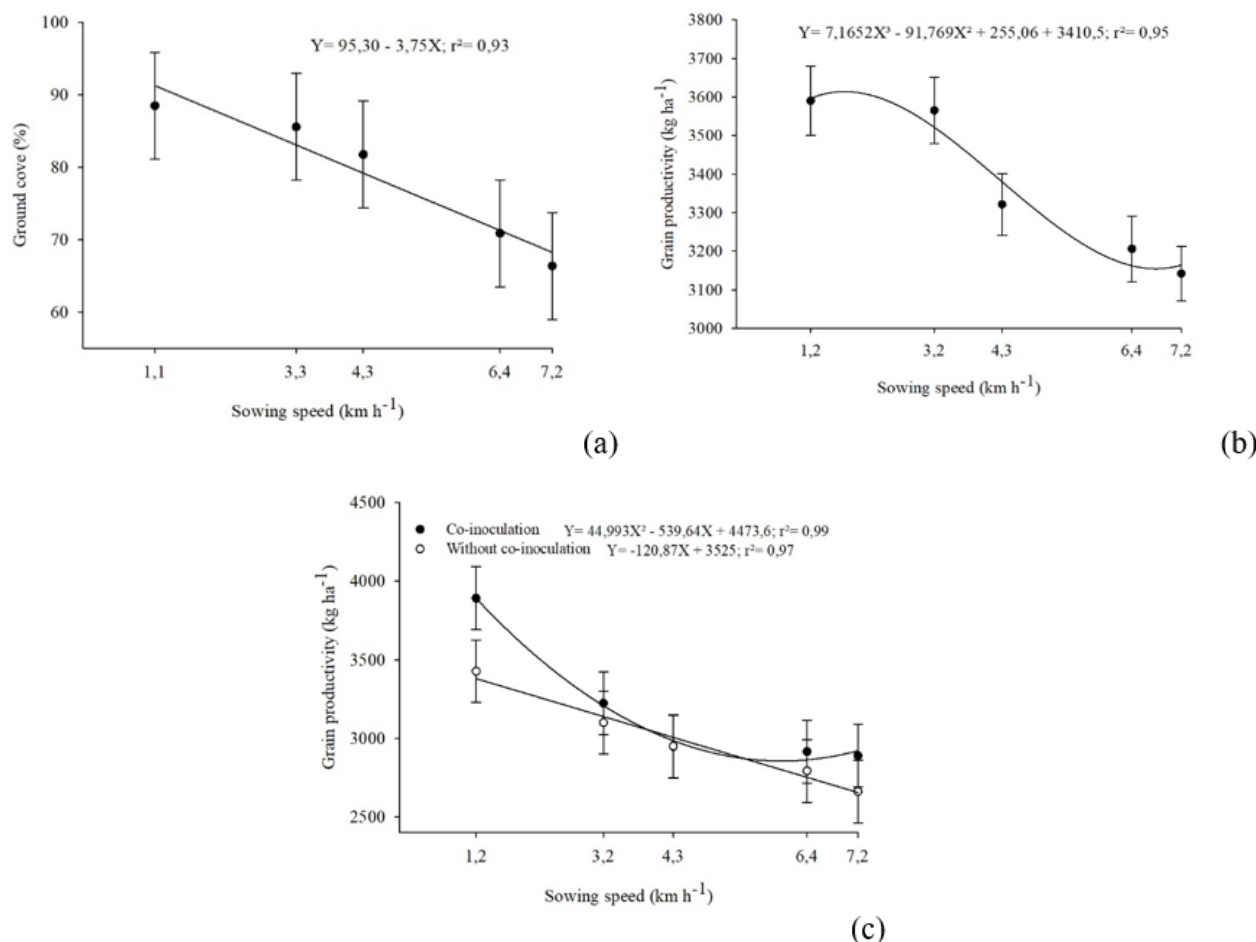 Y= 95,30 - 3,75X; r²= 0,93
100
90
80
70
60
Ground cove (%)
1,1
3,3
4,3
6,4
7,2
Sowing speed (km h⁻¹)
(a)
Y= 7,1652X³ - 91,769X² + 255,06 + 3410,5; r²= 0,95
3800
3700
3600
3500
3400
3300
3200
3100
3000
Grain productivity (kg ha⁻¹)
1,2
3,2
4,3
6,4
7,2
Sowing speed (km h⁻¹)
(b)
Co-inoculation Y= 44,993X² - 539,64X + 4473,6; r²= 0,99
Without co-inoculation Y= -120,87X + 3525; r²= 0,97
4500
4000
3500
3000
2500
Grain productivity (kg ha⁻¹)
1,2
3,2
4,3
6,4
7,2
Sowing speed (km h⁻¹)
(c)